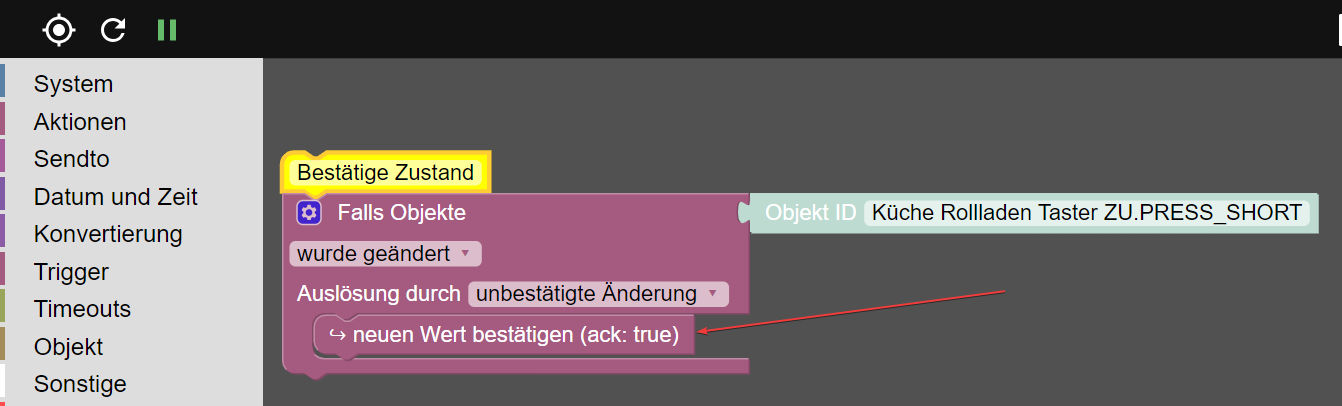 System
Aktionen
Sendto
Datum und Zeit
Konvertierung
Trigger
Timeouts
Objekt
Sonstige
Bestätige Zustand
Falls Objekte
Objekt ID Küche Rollladen Taster ZU.PRESS_SHORT
wurde geändert
Auslösung durch unbestätigte Änderung
↪ neuen Wert bestätigen (ack: true)